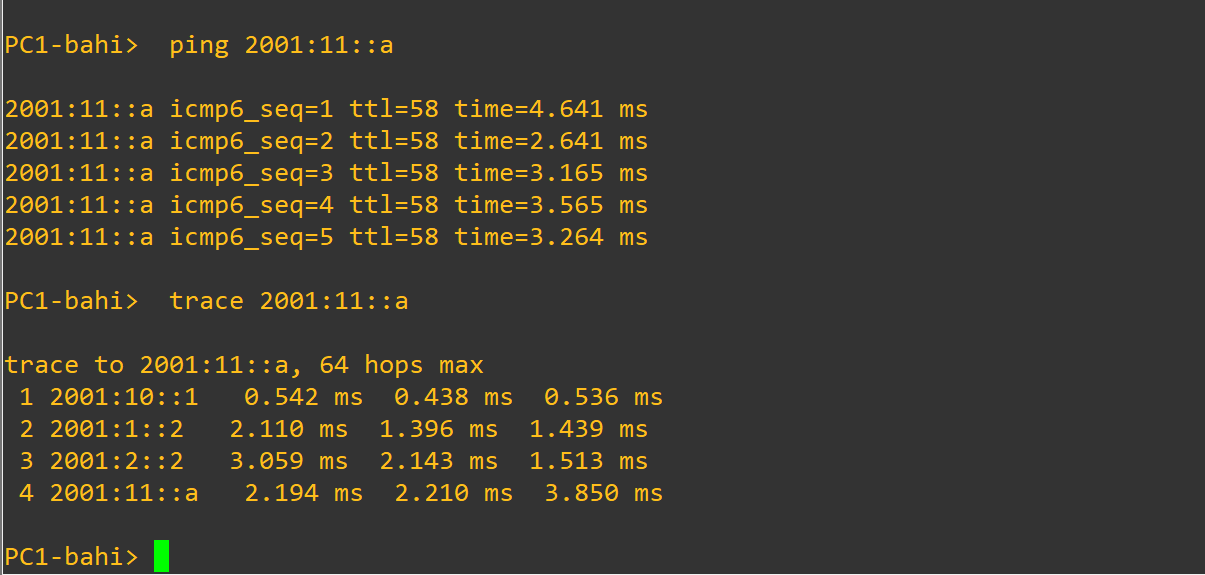 PC1-bahi>  ping 2001:11::a
2001:11::a icmp6_seq=1 ttl=58 time=4.641 ms
2001:11::a icmp6_seq=2 ttl=58 time=2.641 ms
2001:11::a icmp6_seq=3 ttl=58 time=3.165 ms
2001:11::a icmp6_seq=4 ttl=58 time=3.565 ms
2001:11::a icmp6_seq=5 ttl=58 time=3.264 ms
PC1-bahi>  trace 2001:11::a
trace to 2001:11::a, 64 hops max
 1 2001:10::1   0.542 ms  0.438 ms  0.536 ms
 2 2001:1::2   2.110 ms  1.396 ms  1.439 ms
 3 2001:2::2   3.059 ms  2.143 ms  1.513 ms
 4 2001:11::a   2.194 ms  2.210 ms  3.850 ms
PC1-bahi>